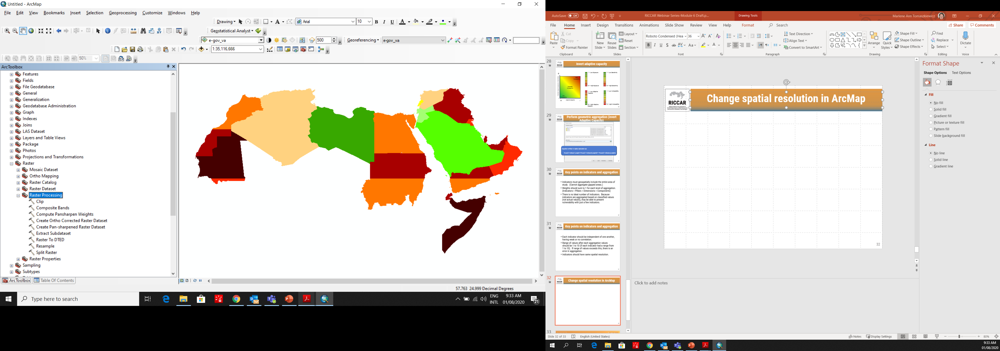 Untitled - ArcMap
File Edit View Bookmarks Insert Selection Geoprocessing Customize Windows Help
Drawing Arial 10 B I U A
Geostatistical Analyst
e-gov_va 500 Georeferencing e-gov_va
1:35,116,666
50%
ArcToolbox
Features
Fields
File Geodatabase
General
Generalization
Geodatabase Administration
Graph
Indexes
Joins
LAS Dataset
Layers and Table Views
Package
Photos
Projections and Transformations
Raster
Mosaic Dataset
Ortho Mapping
Raster Catalog
Raster Dataset
Raster Processing
Clip
Composite Bands
Compute Pansharpen Weights
Create Ortho Corrected Raster Dataset
Create Pan-sharpened Raster Dataset
Extract Subdataset
Raster To DTED
Resample
Split Raster
Raster Properties
Sampling
Subtypes
ArcToolbox Table Of Contents
57.763 24.999 Decimal Degrees
Type here to search
ENG
INTL
9:33 AM
01/08/2020
21
AutoSave Off
RICCAR Webinar Series-Module 6 Draft.p...
Drawing Tools
Marlene Ann Tomaszkiewicz
File Home Insert Design Transitions Animations Slide Show Review View Help Format Search
Share Comments
Paste
Cut
Copy
Format Painter
Clipboard
New Slide
Reuse Slides
Layout
Reset
Section
Slides
Roboto Condensed (Hea 36
B I U S ab AV Aa A
Font
Text Direction
Align Text
Convert to SmartArt
Paragraph
Arrange
Quick Styles
Shape Fill
Shape Outline
Shape Effects
Drawing
Find
Replace
Select
Editing
Dictate
Voice
28
Invert adaptive capacity
29
Perform geometric aggregation (invert
Adaptive Capacity)
30
Key points on indicators and aggregation
• Indicators must geospatially include the entire area of
study. (Cannot aggregate gapped areas.)
• Weights should sum to 1 for each level of aggregation.
(Indicators > Pillars > Dimensions > Components)
• There is no ideal number of indicators. Because
indicators are aggregated based on classified values
(not actual values), may be able to present
vulnerability with just a few indicators.
31
Key points on indicators and aggregation
• Each indicator should be independent of one another,
having weak or no correlation.
• Range of values after each aggregation values
should be 1 to 10 (if each indicator had a range from
1 to 10). If range of values exceeds this, there is an
error in aggregation.
• Indicators should have same spatial resolution.
32
Change spatial resolution in ArcMap
33
RICCAR
Change spatial resolution in ArcMap
32
Click to add notes
Format Shape
Shape Options Text Options
Fill
No fill
Solid fill
Gradient fill
Picture or texture fill
Pattern fill
Slide background fill
Line
No line
Solid line
Gradient line
Slide 32 of 33 English (United States)
Notes Display Settings 80%
9:33 AM
01/08/2020